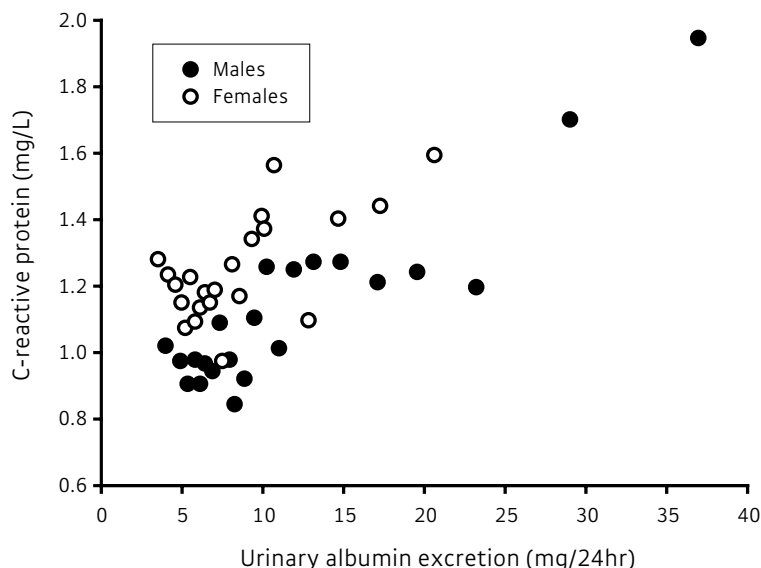 2.0
1.8
1.6
1.4
1.2
1.0
0.8
0.6
C-reactive protein (mg/L)
Males
Females
0 5 10 15 20 25 30 35 40
Urinary albumin excretion (mg/24hr)